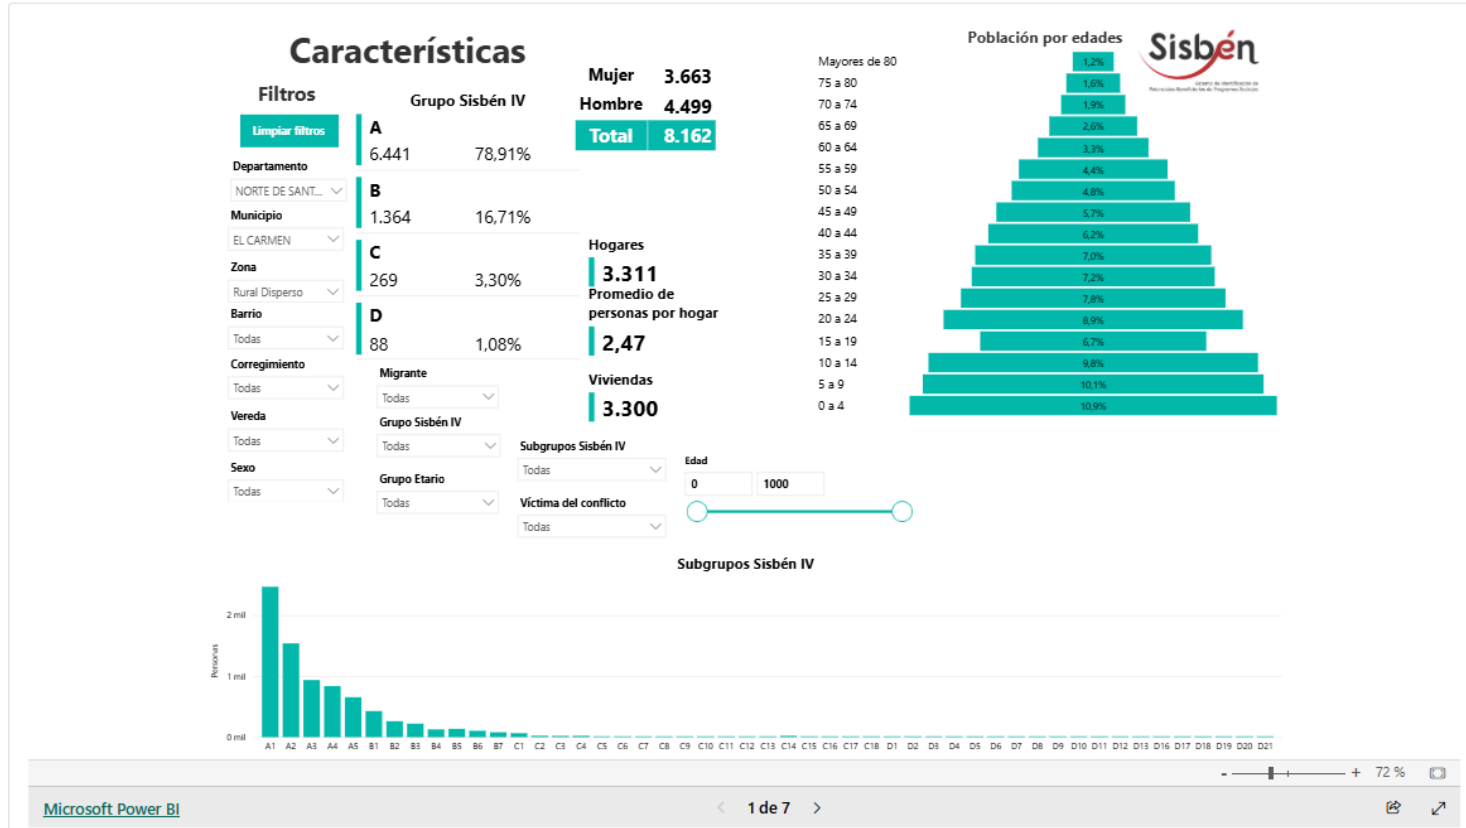 Características
Filtros
Limpiar filtros
Departamento
NORTE DE SANT...
Municipio
EL CARMEN
Zona
Rural Disperso
Barrio
Todas
Corregimiento
Todas
Vereda
Todas
Sexo
Todas
Grupo Sisbén IV
A
6.441 78,91%
B
1.364 16,71%
C
269 3,30%
D
88 1,08%
Migrante
Todas
Grupo Sisbén IV
Todas
Grupo Etario
Todas
Mujer 3.663
Hombre 4.499
Total 8.162
Hogares
3.311
Promedio de
personas por hogar
2,47
Viviendas
3.300
Subgrupos Sisbén IV
Todas
Víctima del conflicto
Todas
Edad
0 1000
Población por edades
Sisbén
Mayores de 80 1,2%
75 a 80 1,6%
70 a 74 1,9%
65 a 69 2,6%
60 a 64 3,3%
55 a 59 4,4%
50 a 54 4,8%
45 a 49 5,7%
40 a 44 6,2%
35 a 39 7,0%
30 a 34 7,2%
25 a 29 7,8%
20 a 24 8,9%
15 a 19 6,7%
10 a 14 9,8%
5 a 9 10,1%
0 a 4 10,9%
Subgrupos Sisbén IV
Personas
2 mil
1 mil
0 mil
A1 A2 A3 A4 A5 B1 B2 B3 B4 B5 B6 B7 C1 C2 C3 C4 C5 C6 C7 C8 C9 C10 C11 C12 C13 C14 C15 C16 C17 C18 D1 D2 D3 D4 D5 D6 D7 D8 D9 D10 D11 D12 D13 D16 D17 D18 D19 D20 D21
- + 72 %
Microsoft Power BI
1 de 7